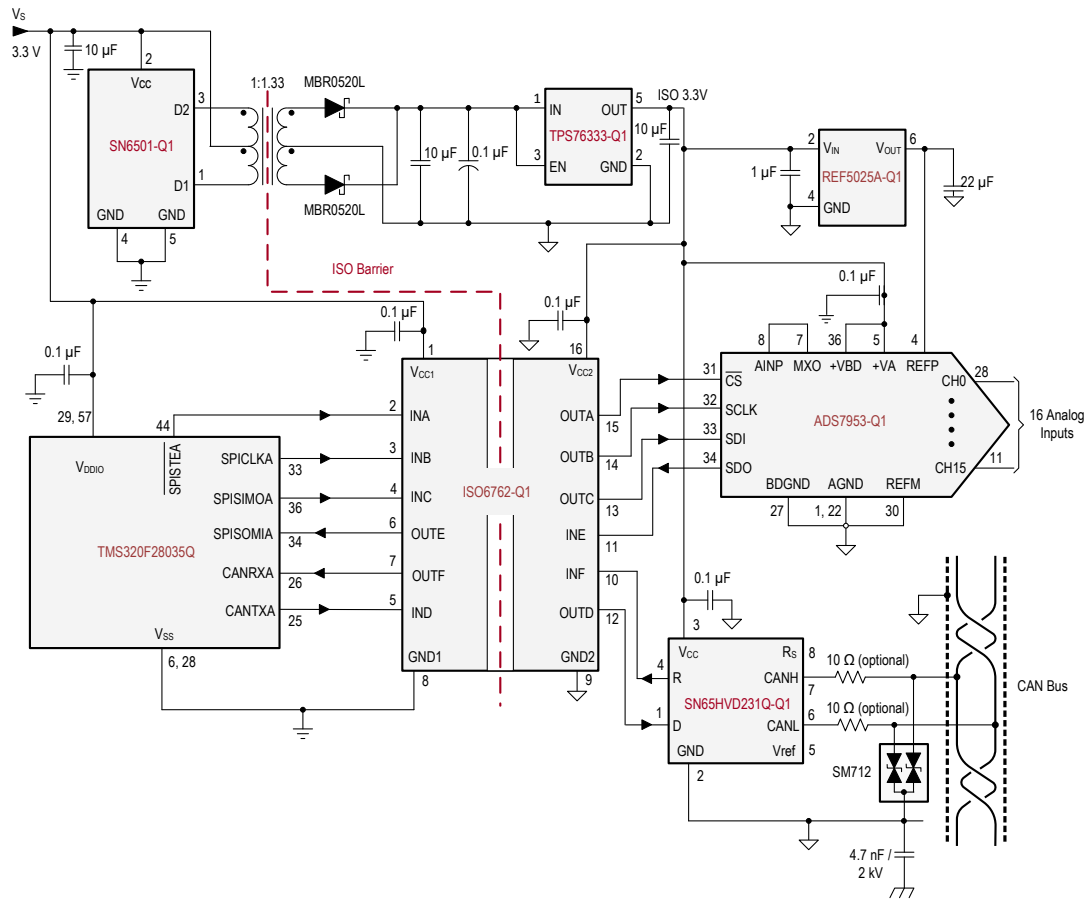 VS
3.3 V
10 µF
2
Vcc
SN6501-Q1
D2
3
D1
1
GND
GND
4
5
1:1.33
MBR0520L
MBR0520L
10 µF
0.1 µF
1
IN
OUT
5
TPS76333-Q1
3
EN
GND
2
ISO 3.3V
10 µF
1 µF
2
VIN
VOUT
6
REF5025A-Q1
4
GND
22 µF
ISO Barrier
0.1 µF
0.1 µF
0.1 µF
0.1 µF
29, 57
44
VDDIO
SPISTEA
SPICLKA
33
SPISIMOA
36
SPISOMIA
34
TMS320F28035Q
CANRXA
26
CANTXA
25
VSS
6, 28
1
VCC1
2
INA
3
INB
4
INC
6
OUTE
7
OUTF
5
IND
GND1
8
ISO6762-Q1
16
VCC2
OUTA
15
OUTB
14
OUTC
13
INE
11
INF
10
OUTD
12
GND2
9
8
7
36
5
4
AINP
MXO
+VBD
+VA
REFP
31
CS
32
SCLK
33
SDI
34
SDO
ADS7953-Q1
CH0
28
CH15
11
16 Analog
Inputs
BDGND
AGND
REFM
27
1, 22
30
0.1 µF
3
VCC
RS
8
4
R
CANH
7
SN65HVD231Q-Q1
1
D
CANL
6
GND
Vref
5
2
10 Ω (optional)
10 Ω (optional)
SM712
CAN Bus
4.7 nF /
2 kV